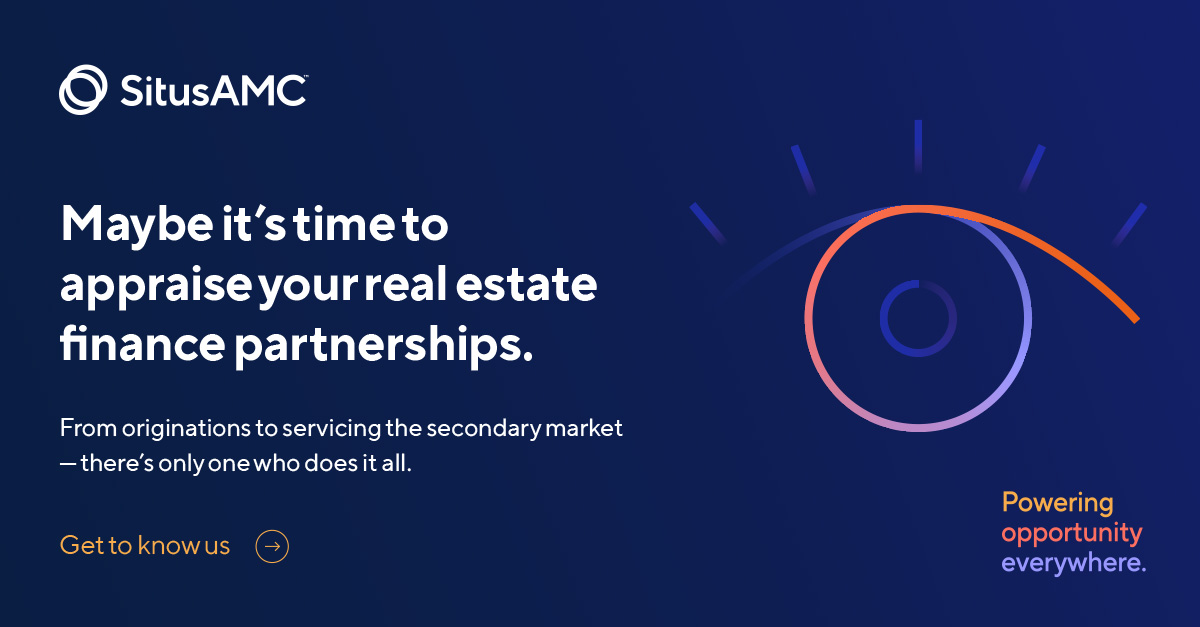 SitusAMC™
Maybe it's time to
appraise your real estate
finance partnerships.
From originations to servicing the secondary market
— there's only one who does it all.
Get to know us
Powering
opportunity
everywhere.